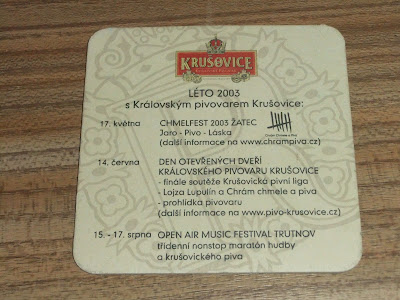 KRUŠOVICE
LÉTO 2003
s Královským pivovarem Krušovice:
17. května CHMELFEST 2003 ŽATEC
Jaro - Pivo - Láska
(další informace na www.chrampiva.cz)
14. června DEN OTEVŘENÝCH DVEŘÍ
KRÁLOVSKÉHO PIVOVARU KRUŠOVICE
- finále soutěže Krušovická pivní liga
- Lojza Lupulín a Chrám chmele a piva
- prohlídka pivovaru
(další informace na www.pivo-krusovice.cz)
15. - 17. srpna OPEN AIR MUSIC FESTIVAL TRUTNOV
třídenní nonstop maratón hudby
a krušovického piva